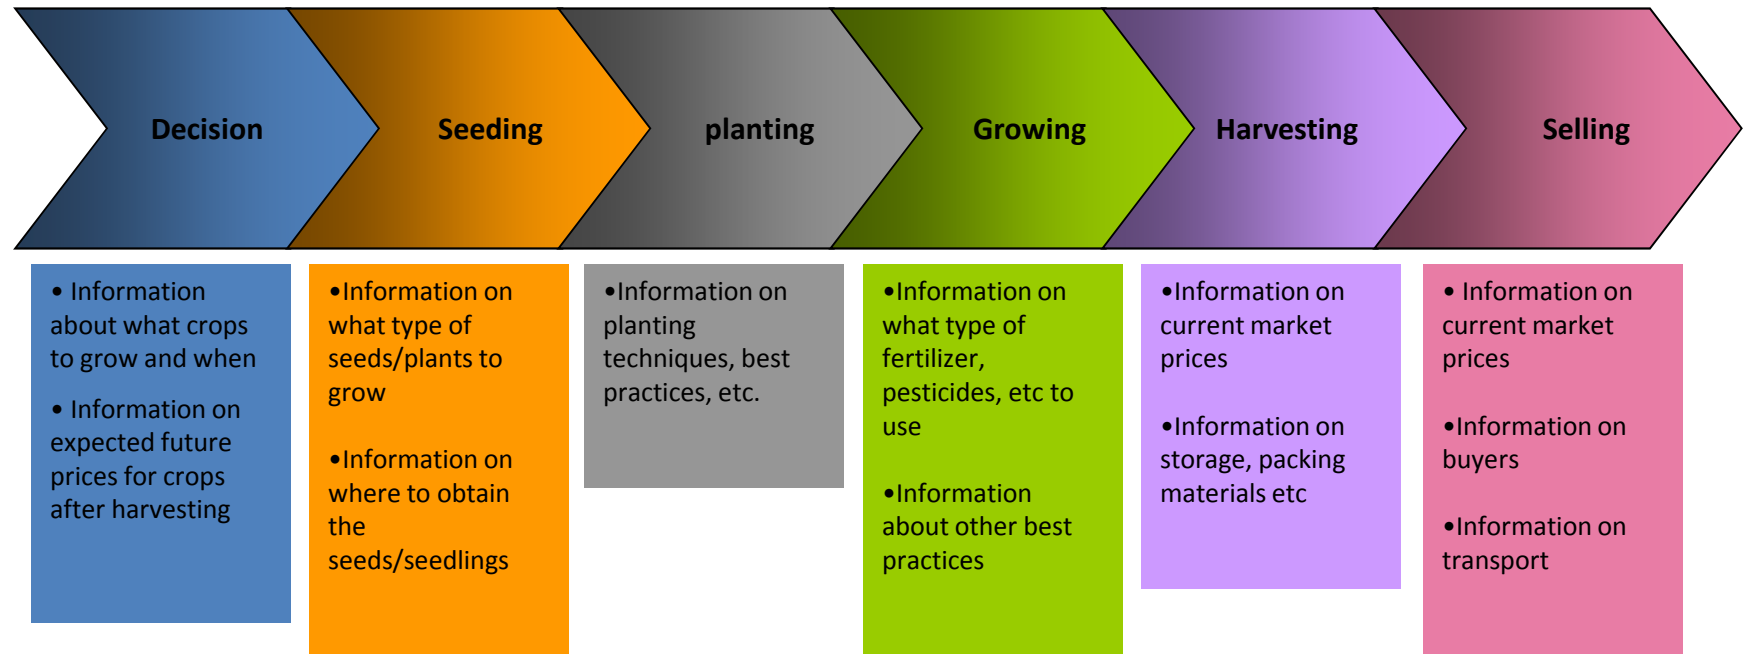 Decision
Seeding
planting
Growing
Harvesting
Selling
• Information
about what crops
to grow and when
• Information on
expected future
prices for crops
after harvesting
•Information on
what type of
seeds/plants to
grow
•Information on
where to obtain
the
seeds/seedlings
•Information on
planting
techniques, best
practices, etc.
•Information on
what type of
fertilizer,
pesticides, etc to
use
•Information
about other best
practices
•Information on
current market
prices
•Information on
storage, packing
materials etc
• Information on
current market
prices
•Information on
buyers
•Information on
transport